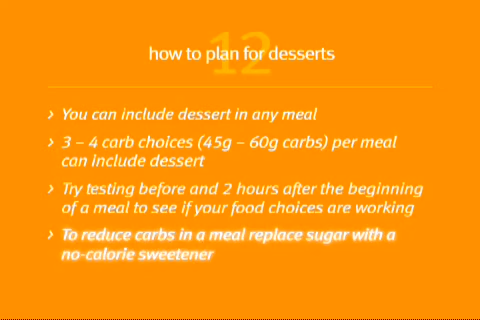 12
how to plan for desserts
› You can include dessert in any meal
› 3 – 4 carb choices (45g – 60g carbs) per meal
can include dessert
› Try testing before and 2 hours after the beginning
of a meal to see if your food choices are working
› To reduce carbs in a meal replace sugar with a
no-calorie sweetener